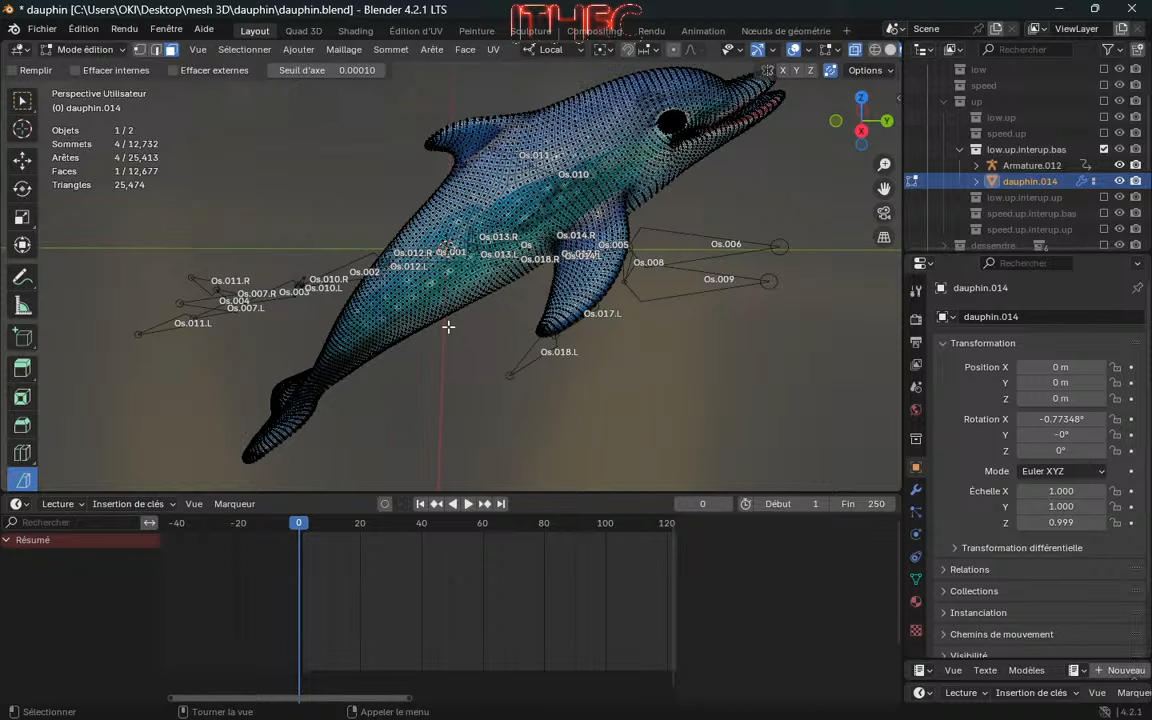 * dauphin [C:\Users\OKI\Desktop\mesh 3D\dauphin\dauphin.blend] - Blender 4.2.1 LTS
Fichier Édition Rendu Fenêtre Aide Layout Quad 3D Shading Édition d'UV Peinture Sculpture Compositing Rendu Animation Nœuds de géométrie Scene ViewLayer
Mode édition Vue Sélectionner Ajouter Maillage Sommet Arête Face UV Local Rechercher
Remplir Effacer internes Effacer externes Seuil d'axe 0.00010 X Y Z Options
Perspective Utilisateur
(0) dauphin.014
Objets 1 / 2
Sommets 4 / 12,732
Arêtes 4 / 25,413
Faces 1 / 12,677
Triangles 25,474
Z
Y
X
Os.011
Os.010
Os.013.R
Os
Os.014.R
Os.005
Os.006
Os.012.R
Os.001
Os.013.L
Os.018.R
Os.008
Os.012.L
Os.002
Os.009
Os.011.R
Os.010.R
Os.010.L
Os.007.R
Os.003
Os.004
Os.007.L
Os.011.L
Os.017.L
Os.018.L
low
speed
up
low.up
speed.up
low.up.interup.bas
Armature.012
dauphin.014
low.up.interup.up
speed.up.interup.bas
speed.up.interup.up
dessendre
Rechercher
dauphin.014
dauphin.014
Transformation
Position X 0 m
Y 0 m
Z 0 m
Rotation X -0.77348°
Y -0°
Z 0°
Mode Euler XYZ
Échelle X 1.000
Y 1.000
Z 0.999
Transformation différentielle
Relations
Collections
Instanciation
Chemins de mouvement
Visibilité
Vue Texte Modèles Nouveau
Lecture Insertion de clés Vue Marque
Lecture Insertion de clés Vue Marqueur 0 Début 1 Fin 250
Rechercher -40 -20 0 20 40 60 80 100 120
Résumé
Sélectionner Tourner la vue Appeler le menu 4.2.1